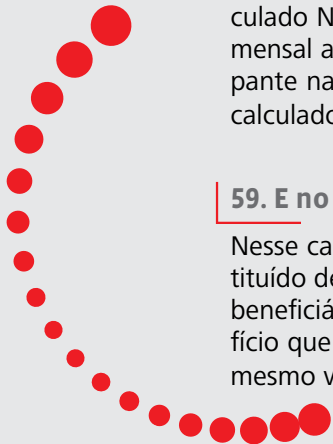 culado N
mensal a
pante na
calculado
59. E no
Nesse ca
tituído de
beneficiá
fício que
mesmo v